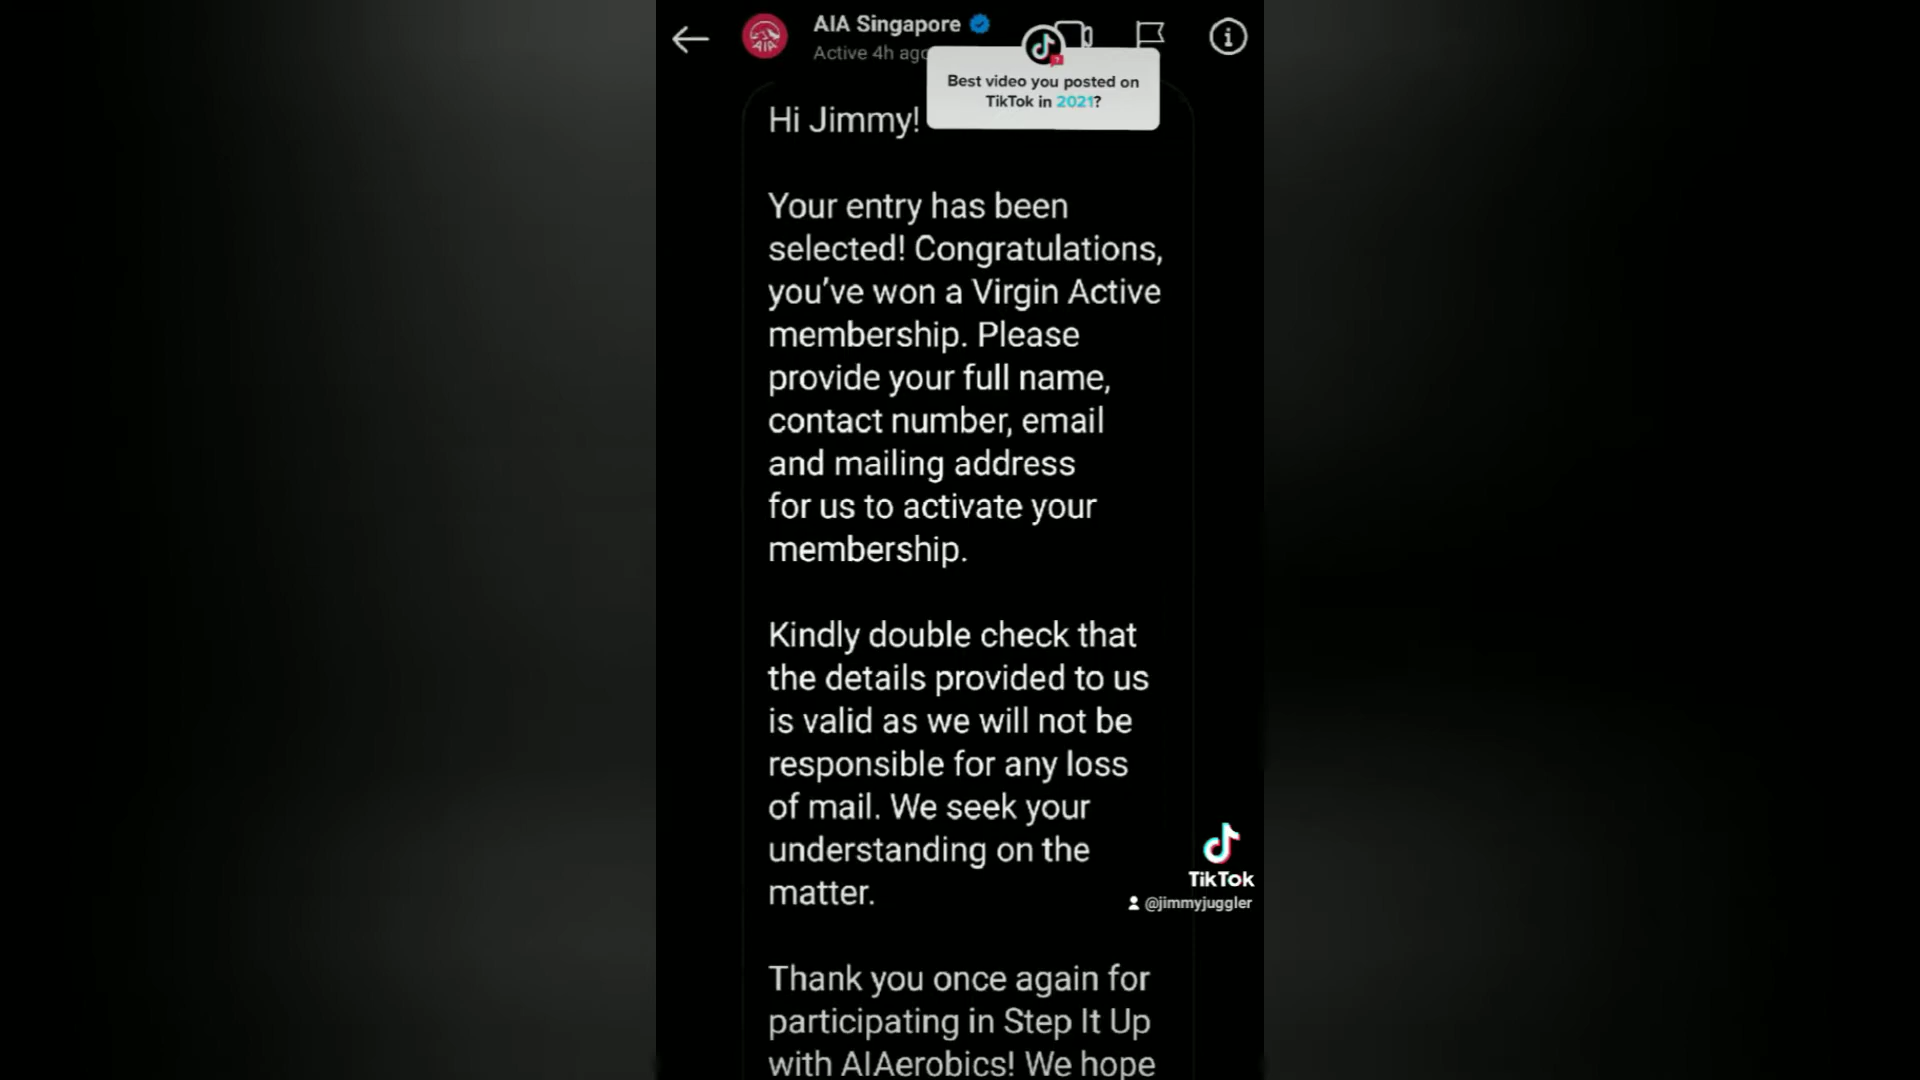 AIA Singapore
Active 4h ago
Best video you posted on
TikTok in 2021?
Hi Jimmy!
Your entry has been
selected! Congratulations,
you've won a Virgin Active
membership. Please
provide your full name,
contact number, email
and mailing address
for us to activate your
membership.
Kindly double check that
the details provided to us
is valid as we will not be
responsible for any loss
of mail. We seek your
understanding on the
matter.
TikTok
@jimmyjuggler
Thank you once again for
participating in Step It Up
with AIAerobics! We hope